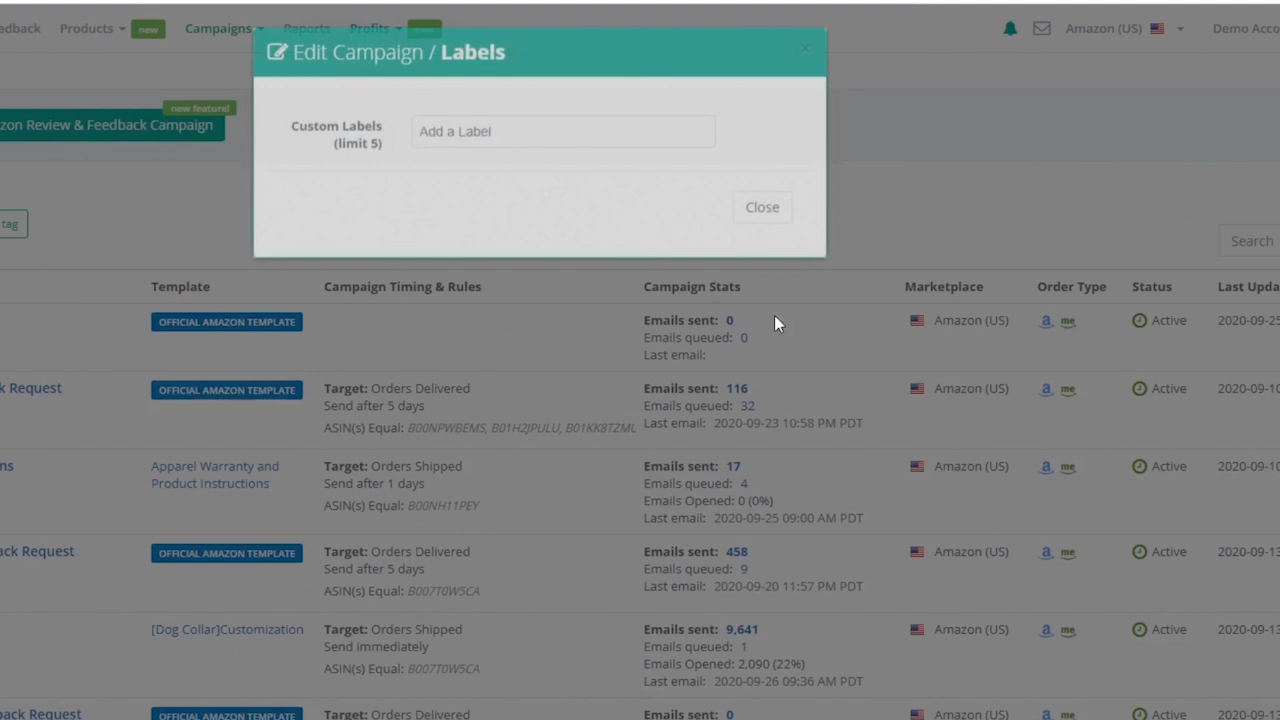 edback
Products
new
Campaigns
Reports
Profits
Amazon (US)
Demo Acco
Edit Campaign / Labels
×
new feature!
zon Review & Feedback Campaign
Custom Labels
(limit 5)
Add a Label
Close
tag
Search
Template
Campaign Timing & Rules
Campaign Stats
Marketplace
Order Type
Status
Last Upda
OFFICIAL AMAZON TEMPLATE
Emails sent: 0
Emails queued: 0
Last email:
Amazon (US)
a me
Active
2020-09-25
k Request
OFFICIAL AMAZON TEMPLATE
Target: Orders Delivered
Send after 5 days
ASIN(s) Equal: B00NPWBEMS, B01H2JPULU, B01KK8TZML
Emails sent: 116
Emails queued: 32
Last email: 2020-09-23 10:58 PM PDT
Amazon (US)
a me
Active
2020-09-10
ns
Apparel Warranty and
Product Instructions
Target: Orders Shipped
Send after 1 days
ASIN(s) Equal: B00NH11PEY
Emails sent: 17
Emails queued: 4
Emails Opened: 0 (0%)
Last email: 2020-09-25 09:00 AM PDT
Amazon (US)
a me
Active
2020-09-10
ack Request
OFFICIAL AMAZON TEMPLATE
Target: Orders Delivered
Send after 5 days
ASIN(s) Equal: B007T0W5CA
Emails sent: 458
Emails queued: 9
Last email: 2020-09-20 11:57 PM PDT
Amazon (US)
a me
Active
2020-09-13
[Dog Collar]Customization
Target: Orders Shipped
Send immediately
ASIN(s) Equal: B007T0W5CA
Emails sent: 9,641
Emails queued: 1
Emails Opened: 2,090 (22%)
Last email: 2020-09-26 09:36 AM PDT
Amazon (US)
a me
Active
2020-09-13
back Request
OFFICIAL AMAZON TEMPLATE
Target: Orders Delivered
Emails sent: 0
Amazon (US)
a me
Active
2020-09-13